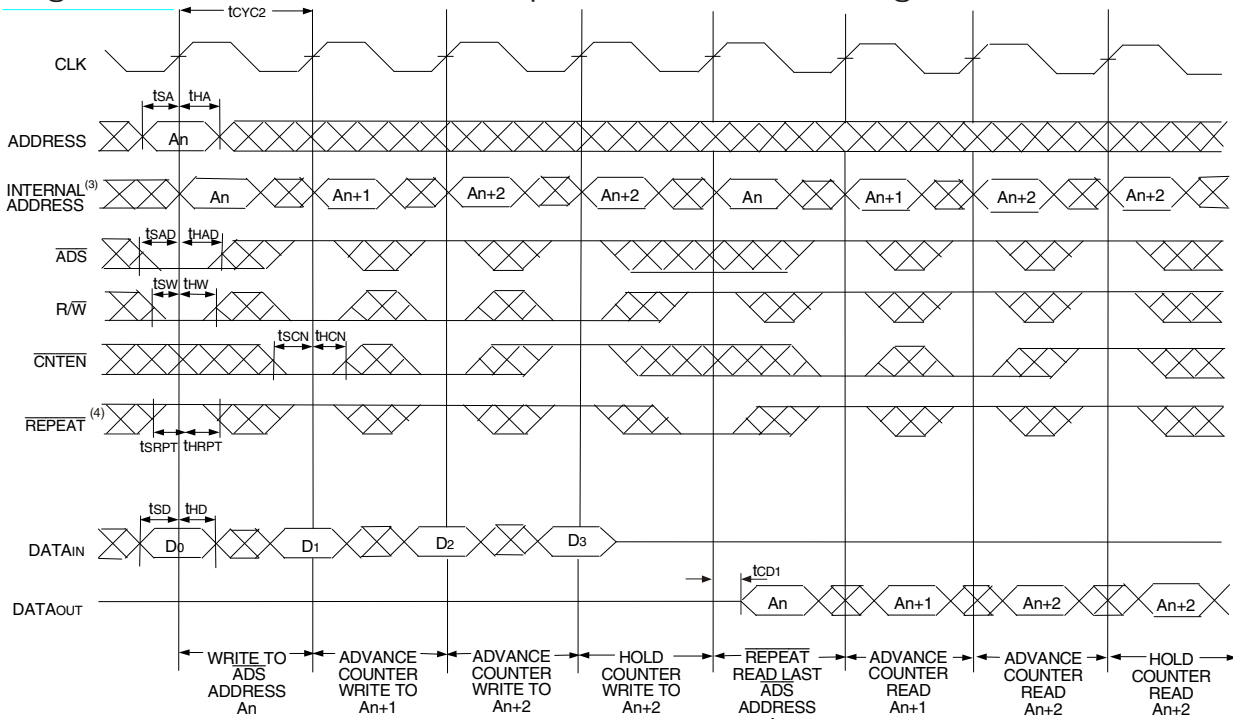 tCYC2
CLK
tSA tHA
ADDRESS An
INTERNAL(3) ADDRESS An An+1 An+2 An+2 An An+1 An+2 An+2
tSAD tHAD
ADS
tSW tHW
R/W
tSCN tHCN
CNTEN
REPEAT (4)
tSRPT tHRPT
tSD tHD
DATAIN D0 D1 D2 D3
tCD1
DATAOUT An An+1 An+2 An+2
WRITE TO ADS ADDRESS An
ADVANCE COUNTER WRITE TO An+1
ADVANCE COUNTER WRITE TO An+2
HOLD COUNTER WRITE TO An+2
REPEAT READ LAST ADS ADDRESS
ADVANCE COUNTER READ An+1
ADVANCE COUNTER READ An+2
HOLD COUNTER READ An+2